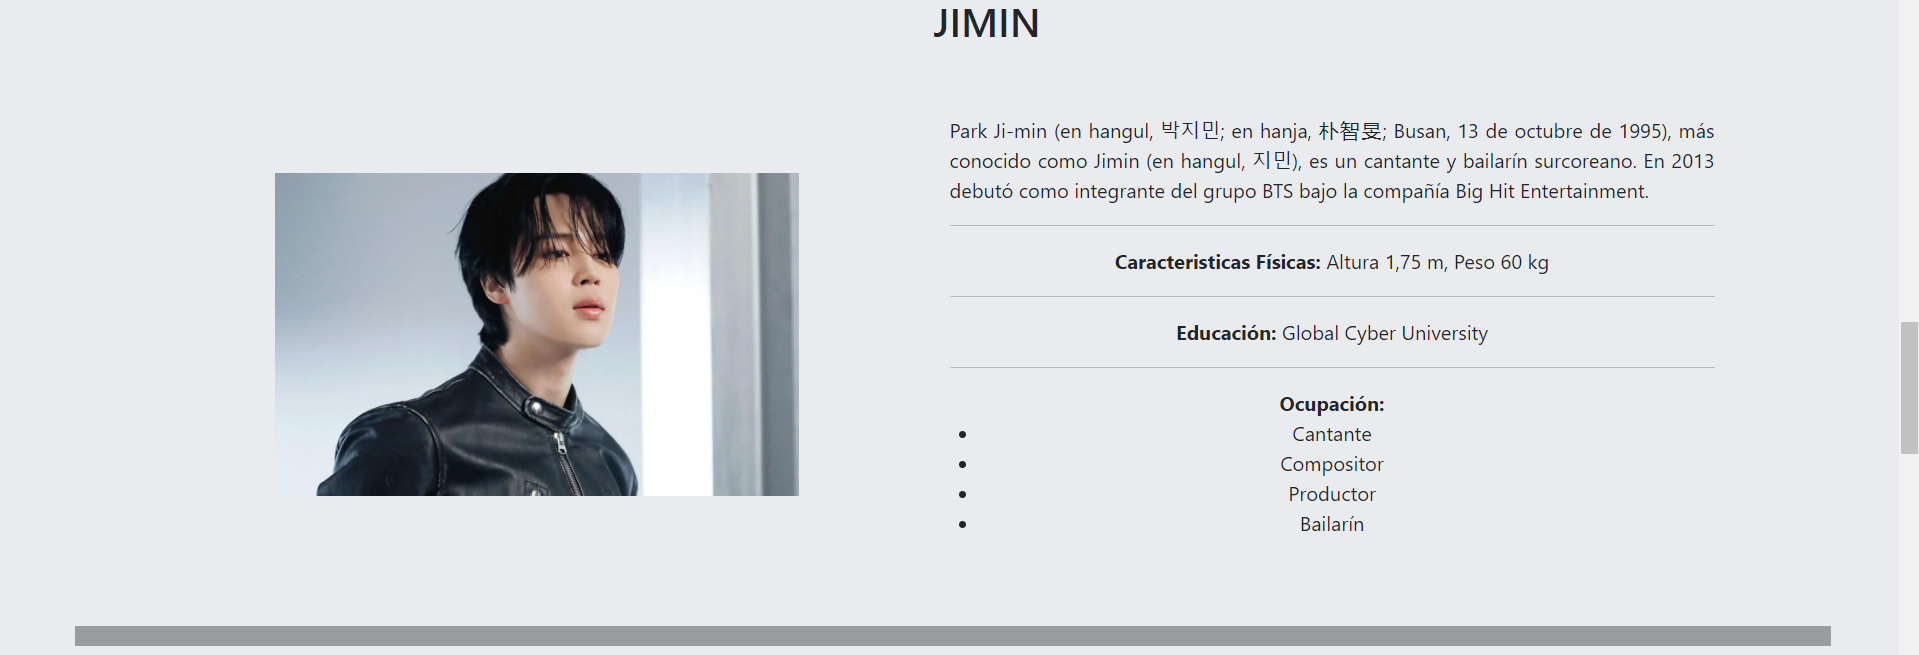 JIMIN
Park Ji-min (en hangul, 박지민; en hanja, 朴智旻; Busan, 13 de octubre de 1995), más
conocido como Jimin (en hangul, 지민), es un cantante y bailarín surcoreano. En 2013
debutó como integrante del grupo BTS bajo la compañía Big Hit Entertainment.
Caracteristicas Físicas: Altura 1,75 m, Peso 60 kg
Educación: Global Cyber University
Ocupación:
• Cantante
• Compositor
• Productor
• Bailarín